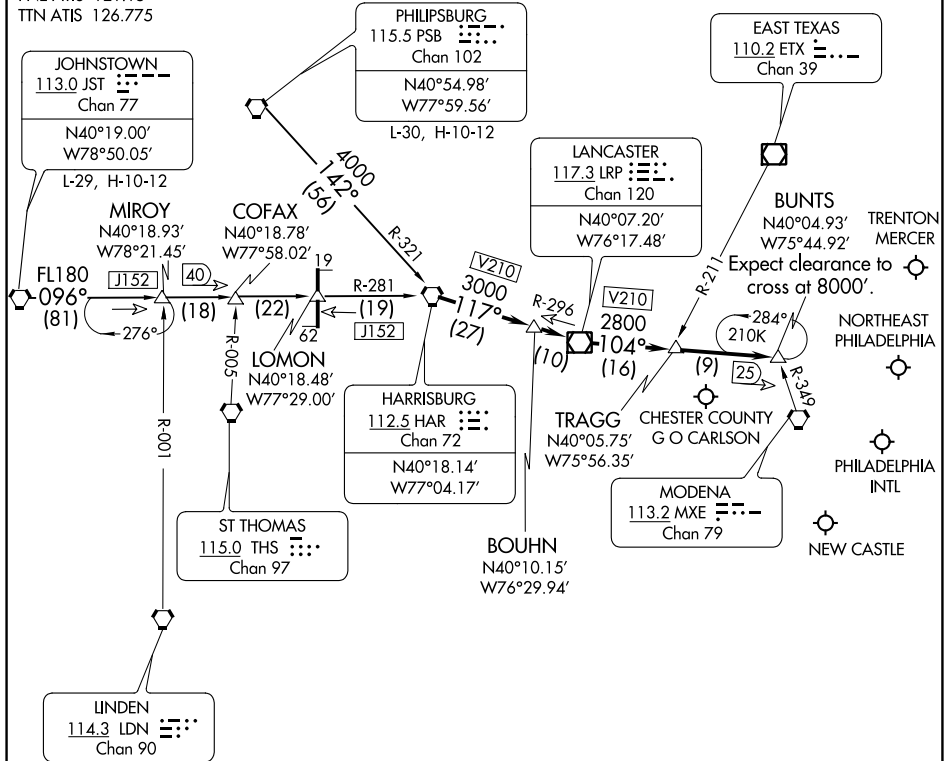 TTN ATIS 126.775
PHILIPSBURG
115.5 PSB
Chan 102
N40°54.98'
W77°59.56'
L-30, H-10-12
EAST TEXAS
110.2 ETX
Chan 39
JOHNSTOWN
113.0 JST
Chan 77
N40°19.00'
W78°50.05'
L-29, H-10-12
LANCASTER
117.3 LRP
Chan 120
N40°07.20'
W76°17.48'
4000
142°
(56)
R-321
MIROY
N40°18.93'
W78°21.45'
COFAX
N40°18.78'
W77°58.02'
BUNTS
N40°04.93'
W75°44.92'
Expect clearance to
cross at 8000'.
TRENTON
MERCER
R-211
FL180
096°
(81)
J152
276°
(18)
40
(22)
19
62
R-281
(19)
J152
V210
3000
117°
(27)
R-296
(10)
V210
2800
104°
(16)
(9)
284°
210K
25
R-349
NORTHEAST
PHILADELPHIA
LOMON
N40°18.48'
W77°29.00'
R-005
R-001
HARRISBURG
112.5 HAR
Chan 72
N40°18.14'
W77°04.17'
TRAGG
N40°05.75'
W75°56.35'
CHESTER COUNTY
G O CARLSON
PHILADELPHIA
INTL
MODENA
113.2 MXE
Chan 79
NEW CASTLE
ST THOMAS
115.0 THS
Chan 97
BOUHN
N40°10.15'
W76°29.94'
LINDEN
114.3 LDN
Chan 90